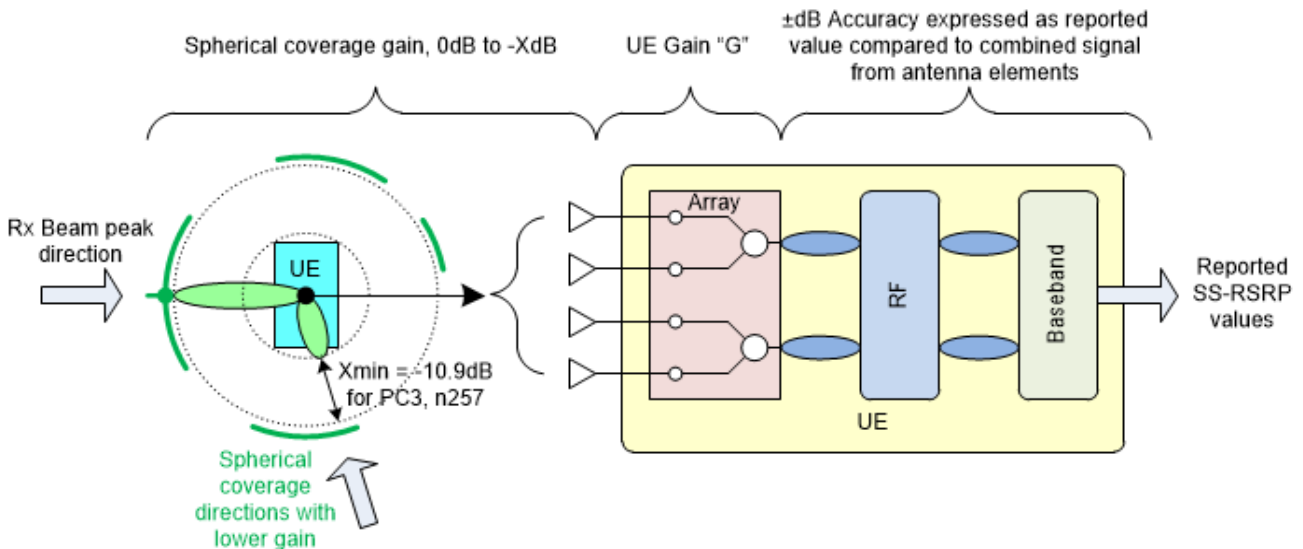 Spherical coverage gain, 0dB to -XdB
UE Gain “G”
±dB Accuracy expressed as reported
value compared to combined signal
from antenna elements
Rx Beam peak
direction
UE
Xmin = -10.9dB
for PC3, n257
Spherical
coverage
directions with
lower gain
Array
RF
Baseband
UE
Reported
SS-RSRP
values